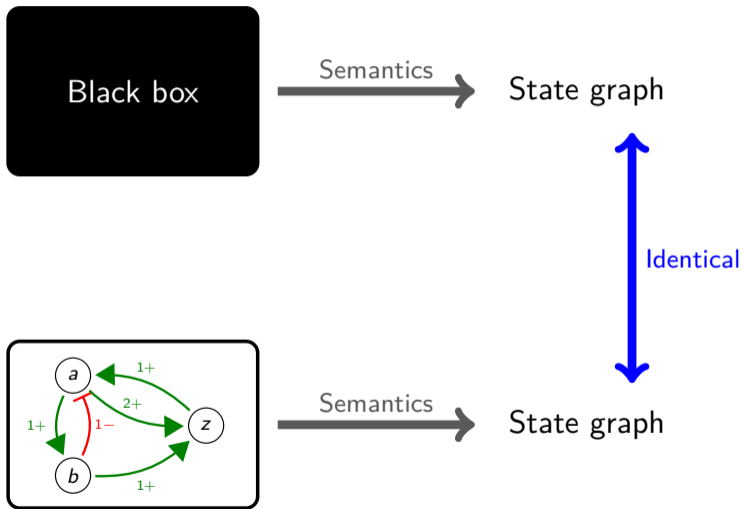 Semantics
Black box
State graph
Identical
a
1+
2+
Semantics
1+
1−
z
State graph
b
1+